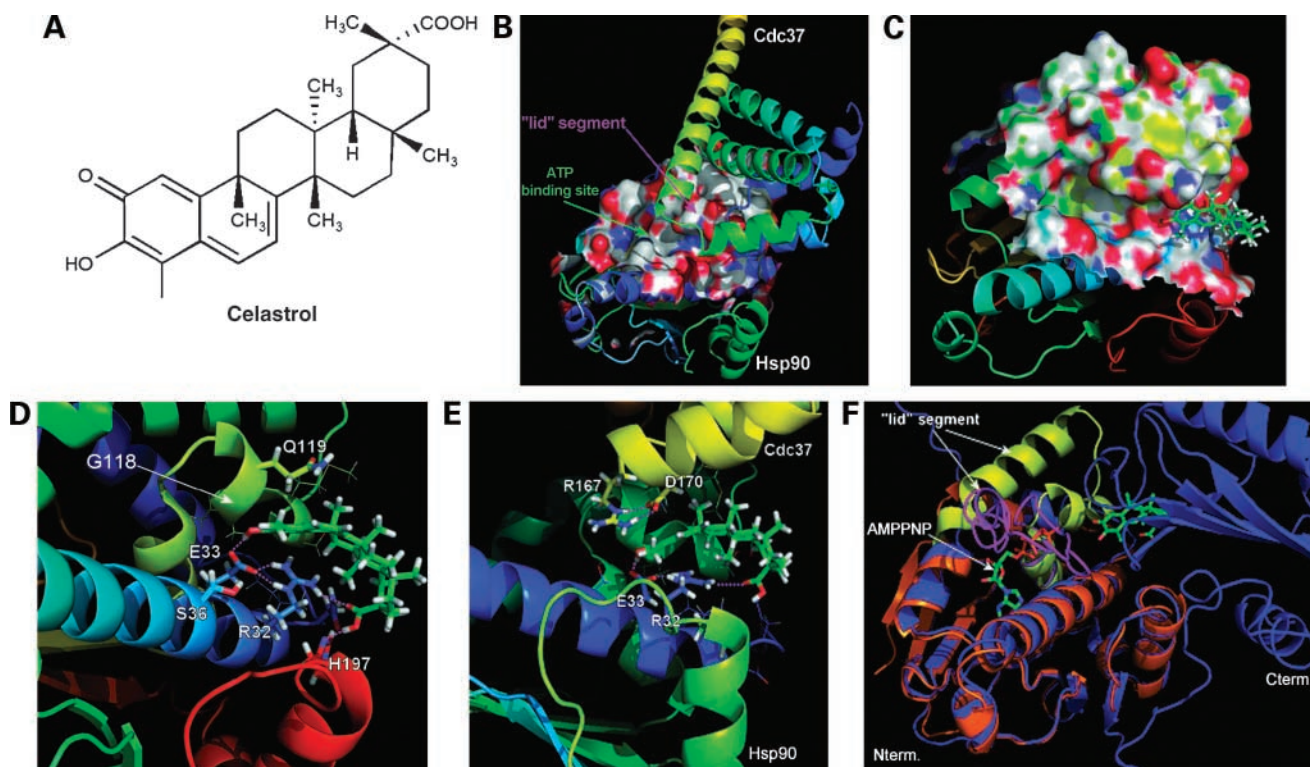 A
H₃C
COOH
CH₃
CH₃
H
CH₃
O
CH₃
CH₃
HO
Celastrol
B
Cdc37
"lid" segment
ATP
binding site
Hsp90
C
D
Q119
G118
E33
S36
R32
H197
E
Cdc37
R167
D170
E33
R32
Hsp90
F
"lid" segment
AMPPNP
Cterm.
Nterm.